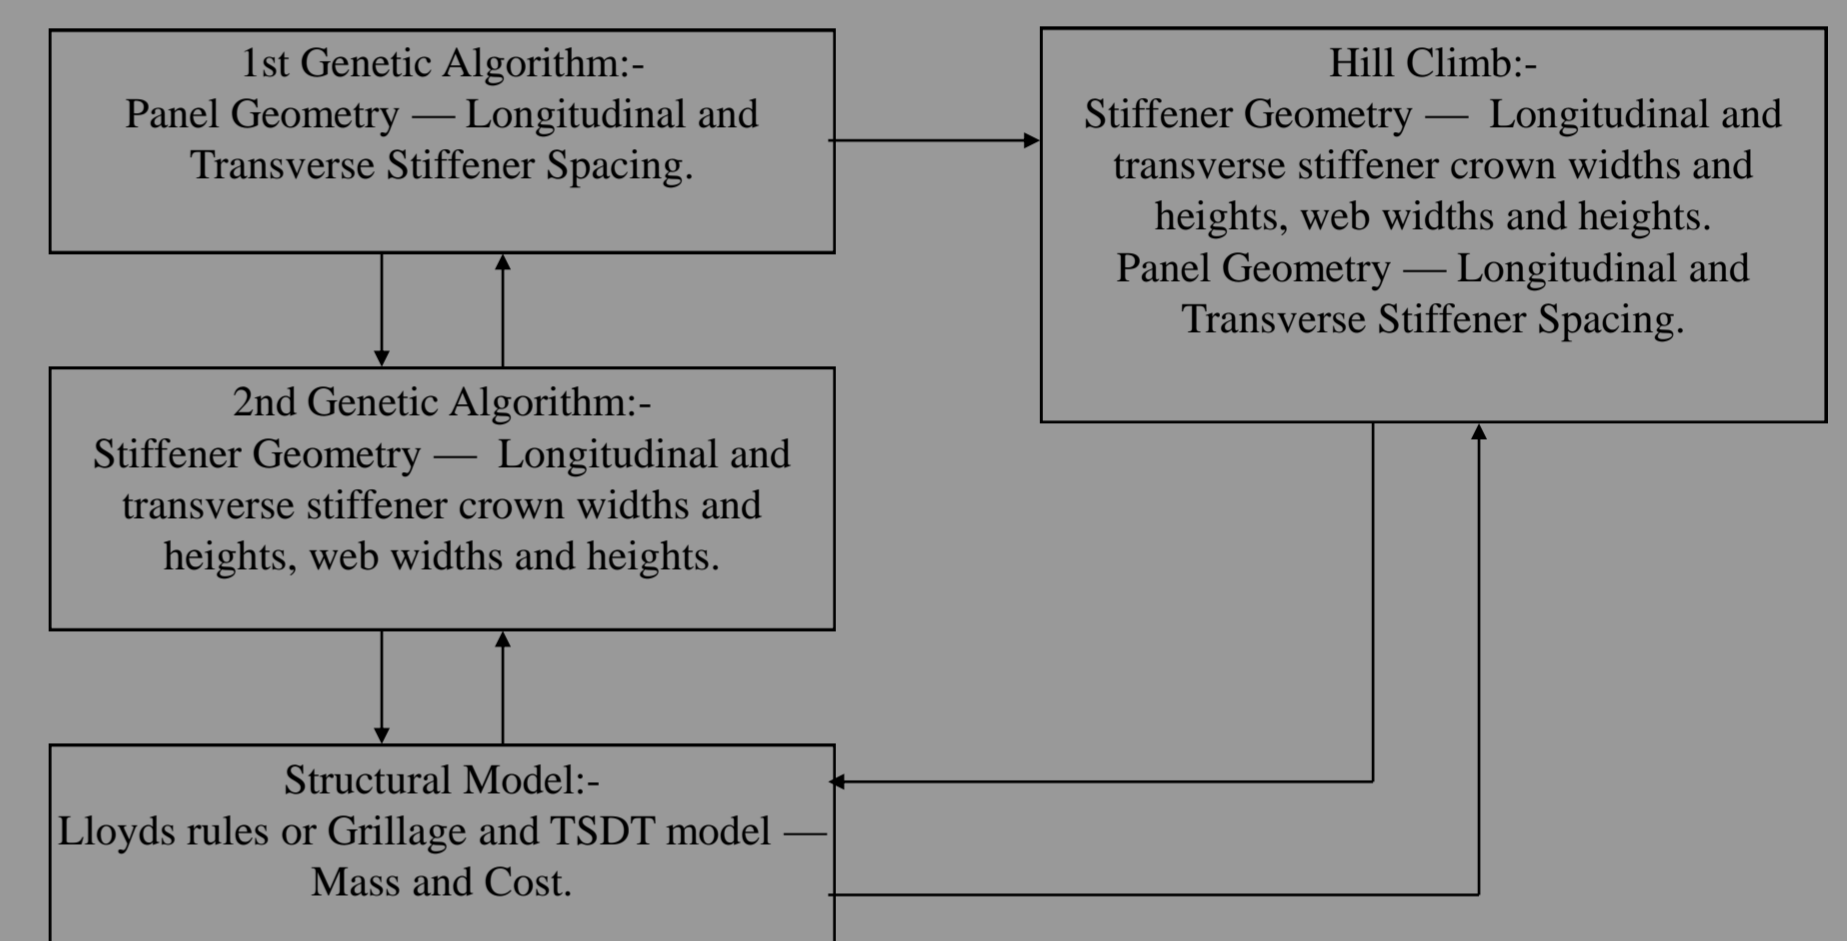 1st Genetic Algorithm:-
Panel Geometry — Longitudinal and
Transverse Stiffener Spacing.
Hill Climb:-
Stiffener Geometry — Longitudinal and
transverse stiffener crown widths and
heights, web widths and heights.
Panel Geometry — Longitudinal and
Transverse Stiffener Spacing.
2nd Genetic Algorithm:-
Stiffener Geometry — Longitudinal and
transverse stiffener crown widths and
heights, web widths and heights.
Structural Model:-
Lloyds rules or Grillage and TSDT model —
Mass and Cost.